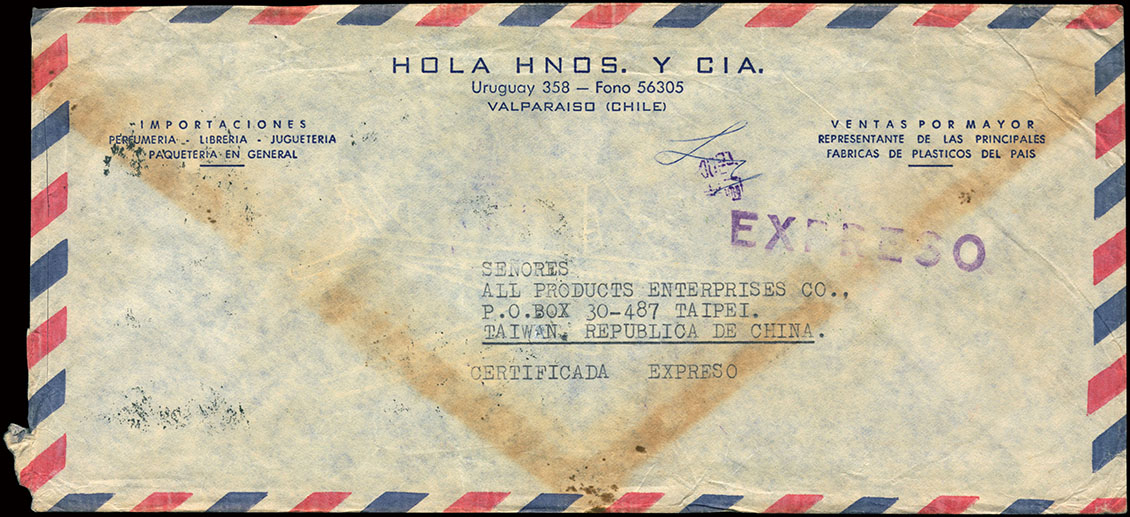 HOLA HNOS. Y CIA.
Uruguay 358 — Fono 56305
VALPARAISO (CHILE)
IMPORTACIONES
PERFUMERIA - LIBRERIA - JUGUETERIA
PAQUETERIA EN GENERAL
VENTAS POR MAYOR
REPRESENTANTE DE LAS PRINCIPALES
FABRICAS DE PLASTICOS DEL PAIS
EXPRESO
SENORES
ALL PRODUCTS ENTERPRISES CO.,
P.O.BOX 30-487 TAIPEI.
TAIWAN, REPUBLICA DE CHINA.
CERTIFICADA EXPRESO